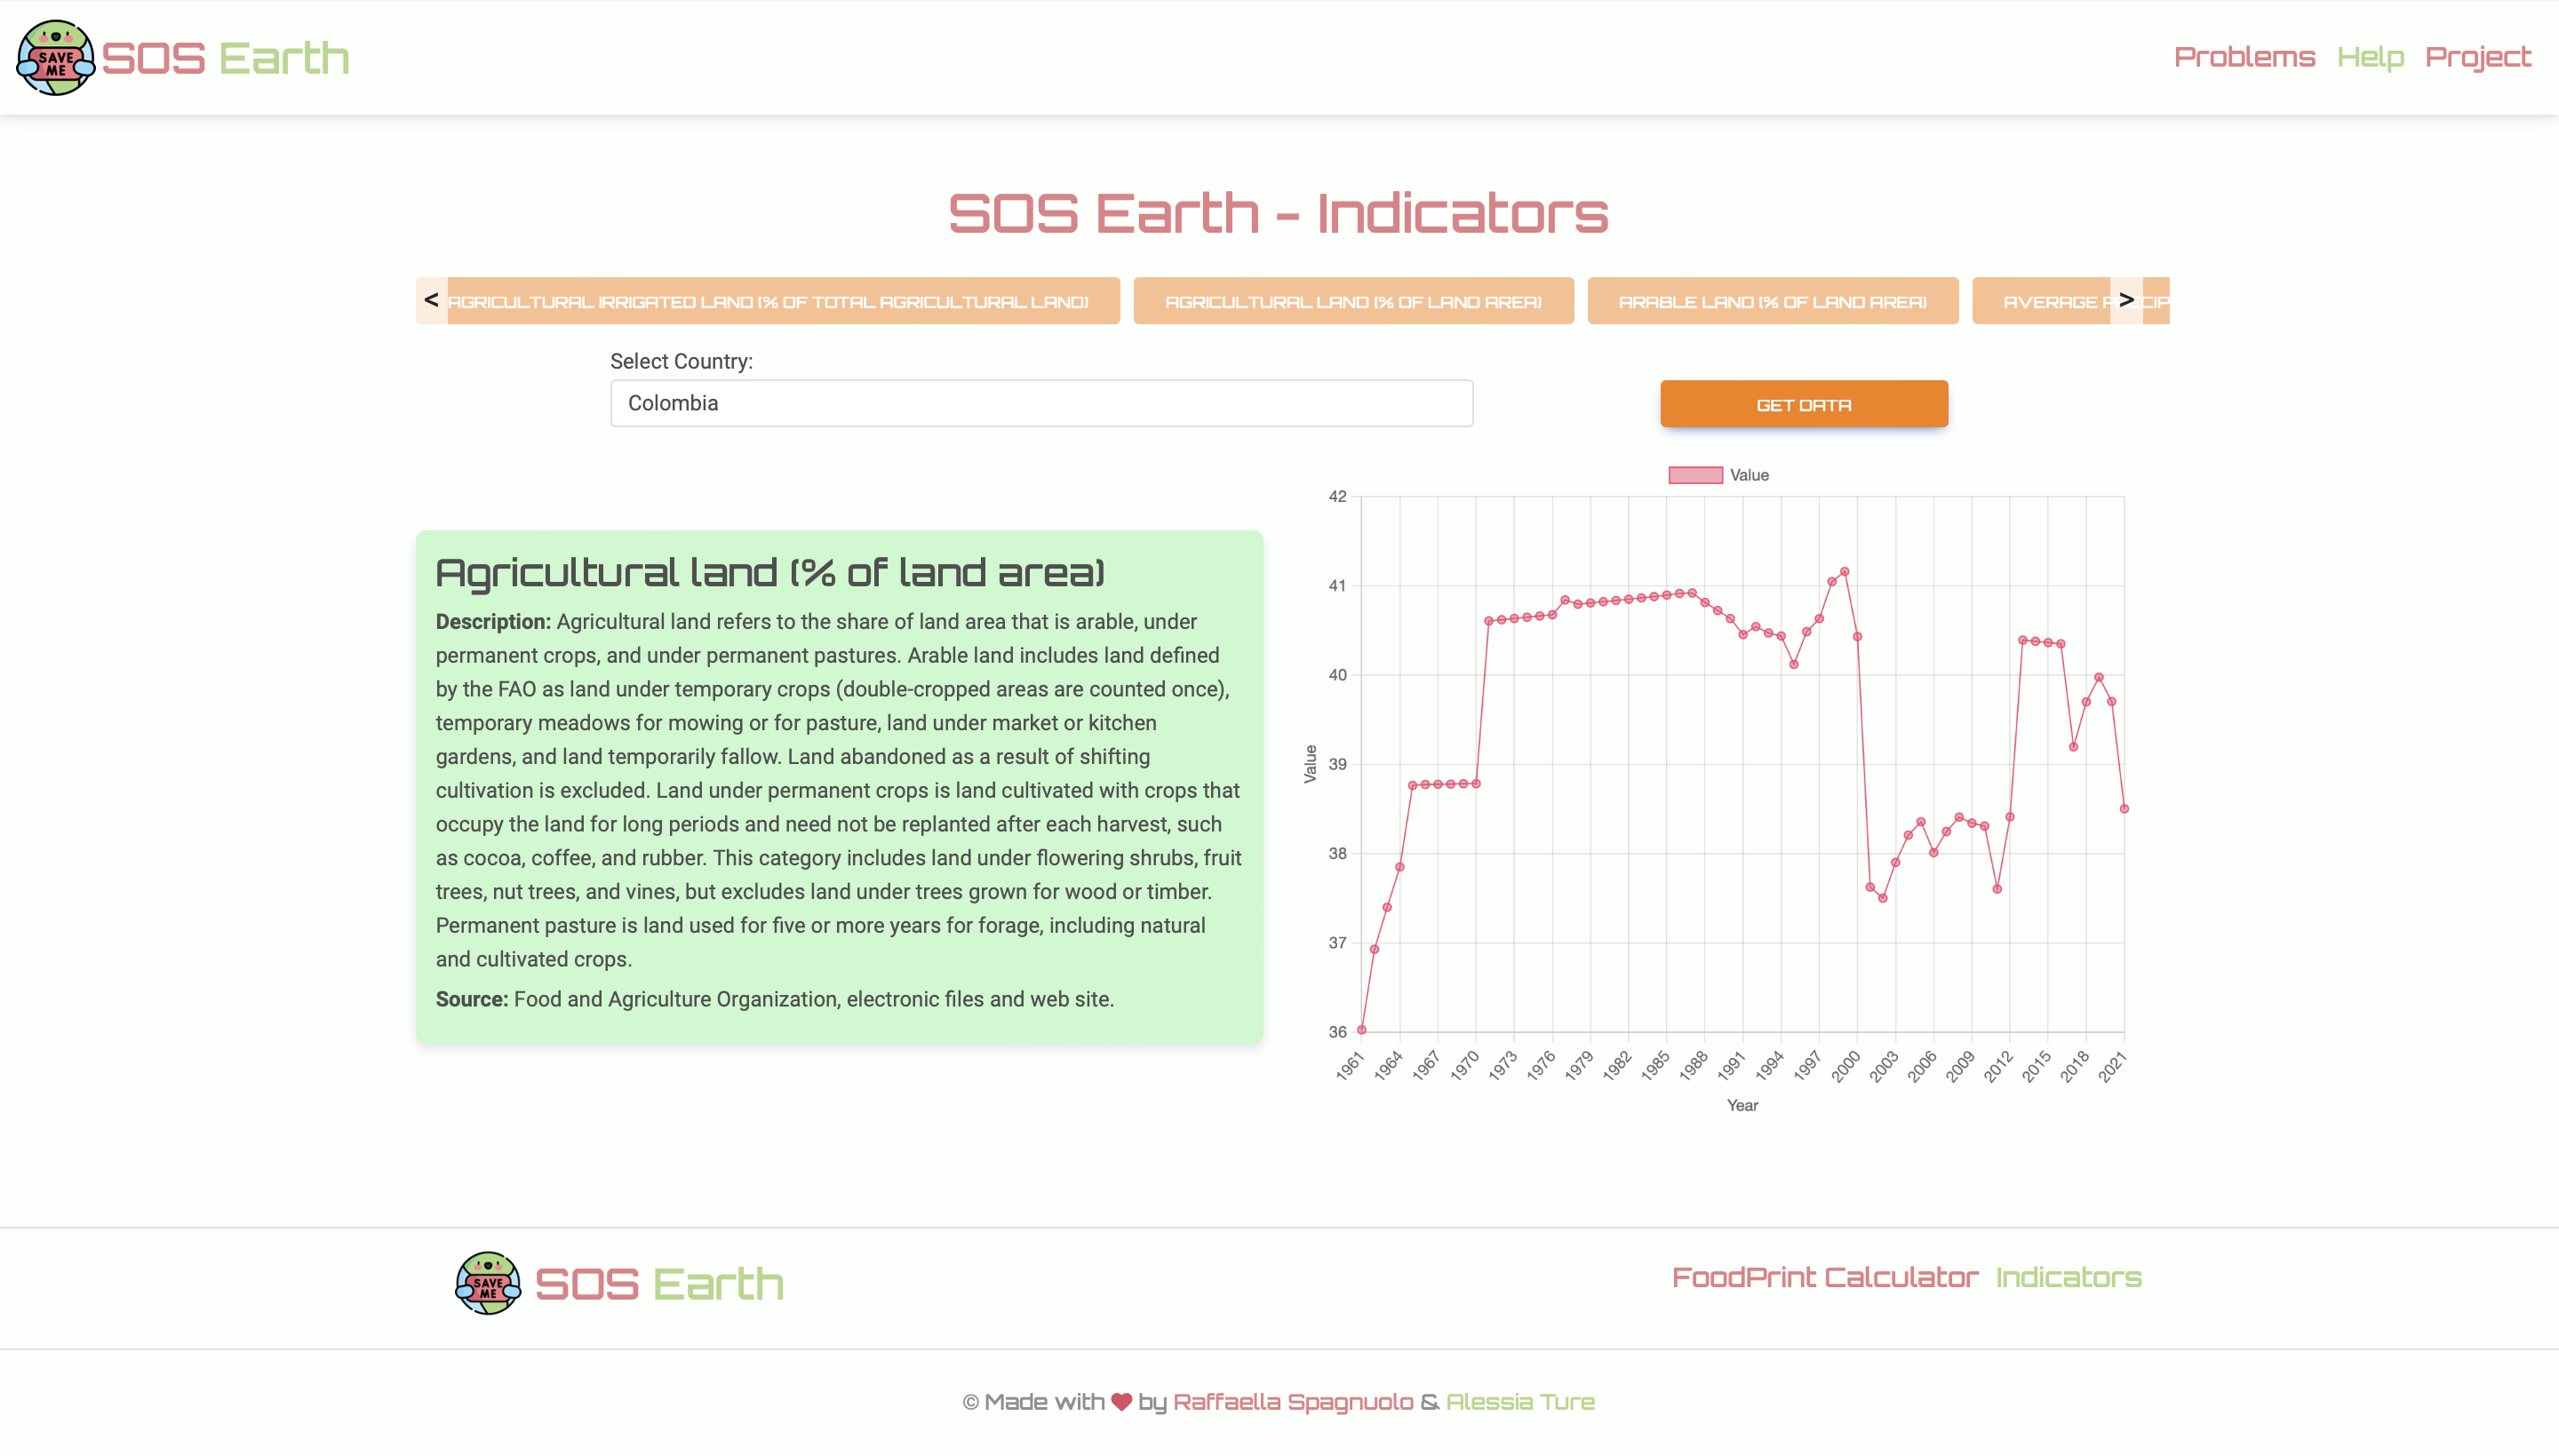 SAVE ME SOS Earth
Problems Help Project
SOS Earth - Indicators
< AGRICULTURAL IRRIGATED LAND (% OF TOTAL AGRICULTURAL LAND) AGRICULTURAL LAND (% OF LAND AREA) ARABLE LAND (% OF LAND AREA) AVERAGE >
Select Country:
Colombia
GET DATA
Agricultural land (% of land area)
Description: Agricultural land refers to the share of land area that is arable, under
permanent crops, and under permanent pastures. Arable land includes land defined
by the FAO as land under temporary crops (double-cropped areas are counted once),
temporary meadows for mowing or for pasture, land under market or kitchen
gardens, and land temporarily fallow. Land abandoned as a result of shifting
cultivation is excluded. Land under permanent crops is land cultivated with crops that
occupy the land for long periods and need not be replanted after each harvest, such
as cocoa, coffee, and rubber. This category includes land under flowering shrubs, fruit
trees, nut trees, and vines, but excludes land under trees grown for wood or timber.
Permanent pasture is land used for five or more years for forage, including natural
and cultivated crops.
Source: Food and Agriculture Organization, electronic files and web site.
Value
42
41
40
39
38
37
36
Value
1961 1964 1967 1970 1973 1976 1979 1982 1985 1988 1991 1994 1997 2000 2003 2006 2009 2012 2015 2018 2021
Year
SAVE ME SOS Earth
FoodPrint Calculator Indicators
© Made with ❤ by Raffaella Spagnuolo & Alessia Ture